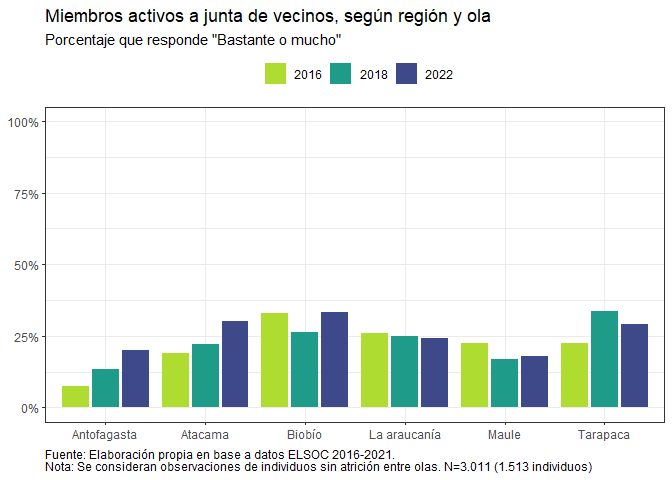 Miembros activos a junta de vecinos, según región y ola
Porcentaje que responde "Bastante o mucho"
2016 2018 2022
100%
75%
50%
25%
0%
Antofagasta Atacama Biobío La araucanía Maule Tarapaca
Fuente: Elaboración propia en base a datos ELSOC 2016-2021.
Nota: Se consideran observaciones de individuos sin atrición entre olas. N=3.011 (1.513 individuos)